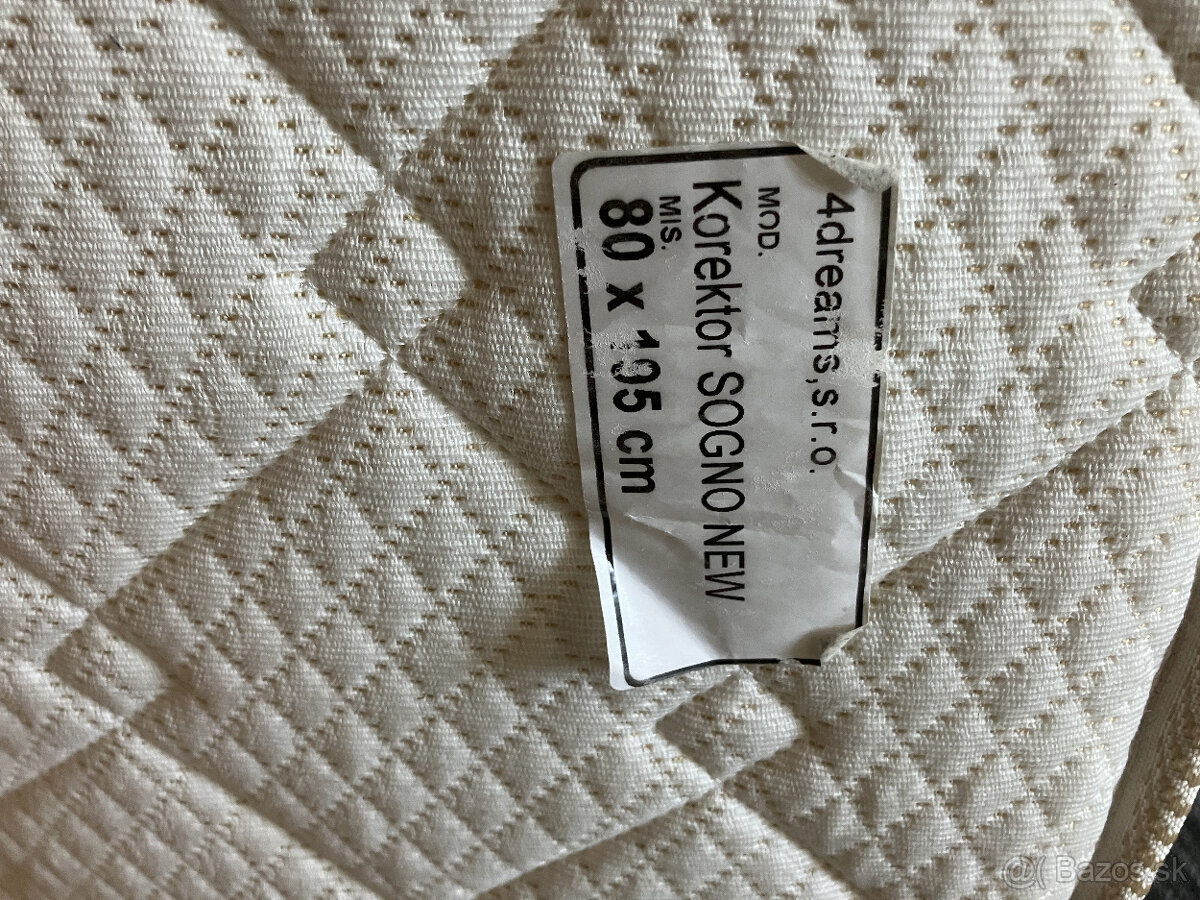 4dreams,s.r.o.
MOD.
Korektor SOGNO NEW
MIS.
80 x 195 cm
@( Bazos.sk